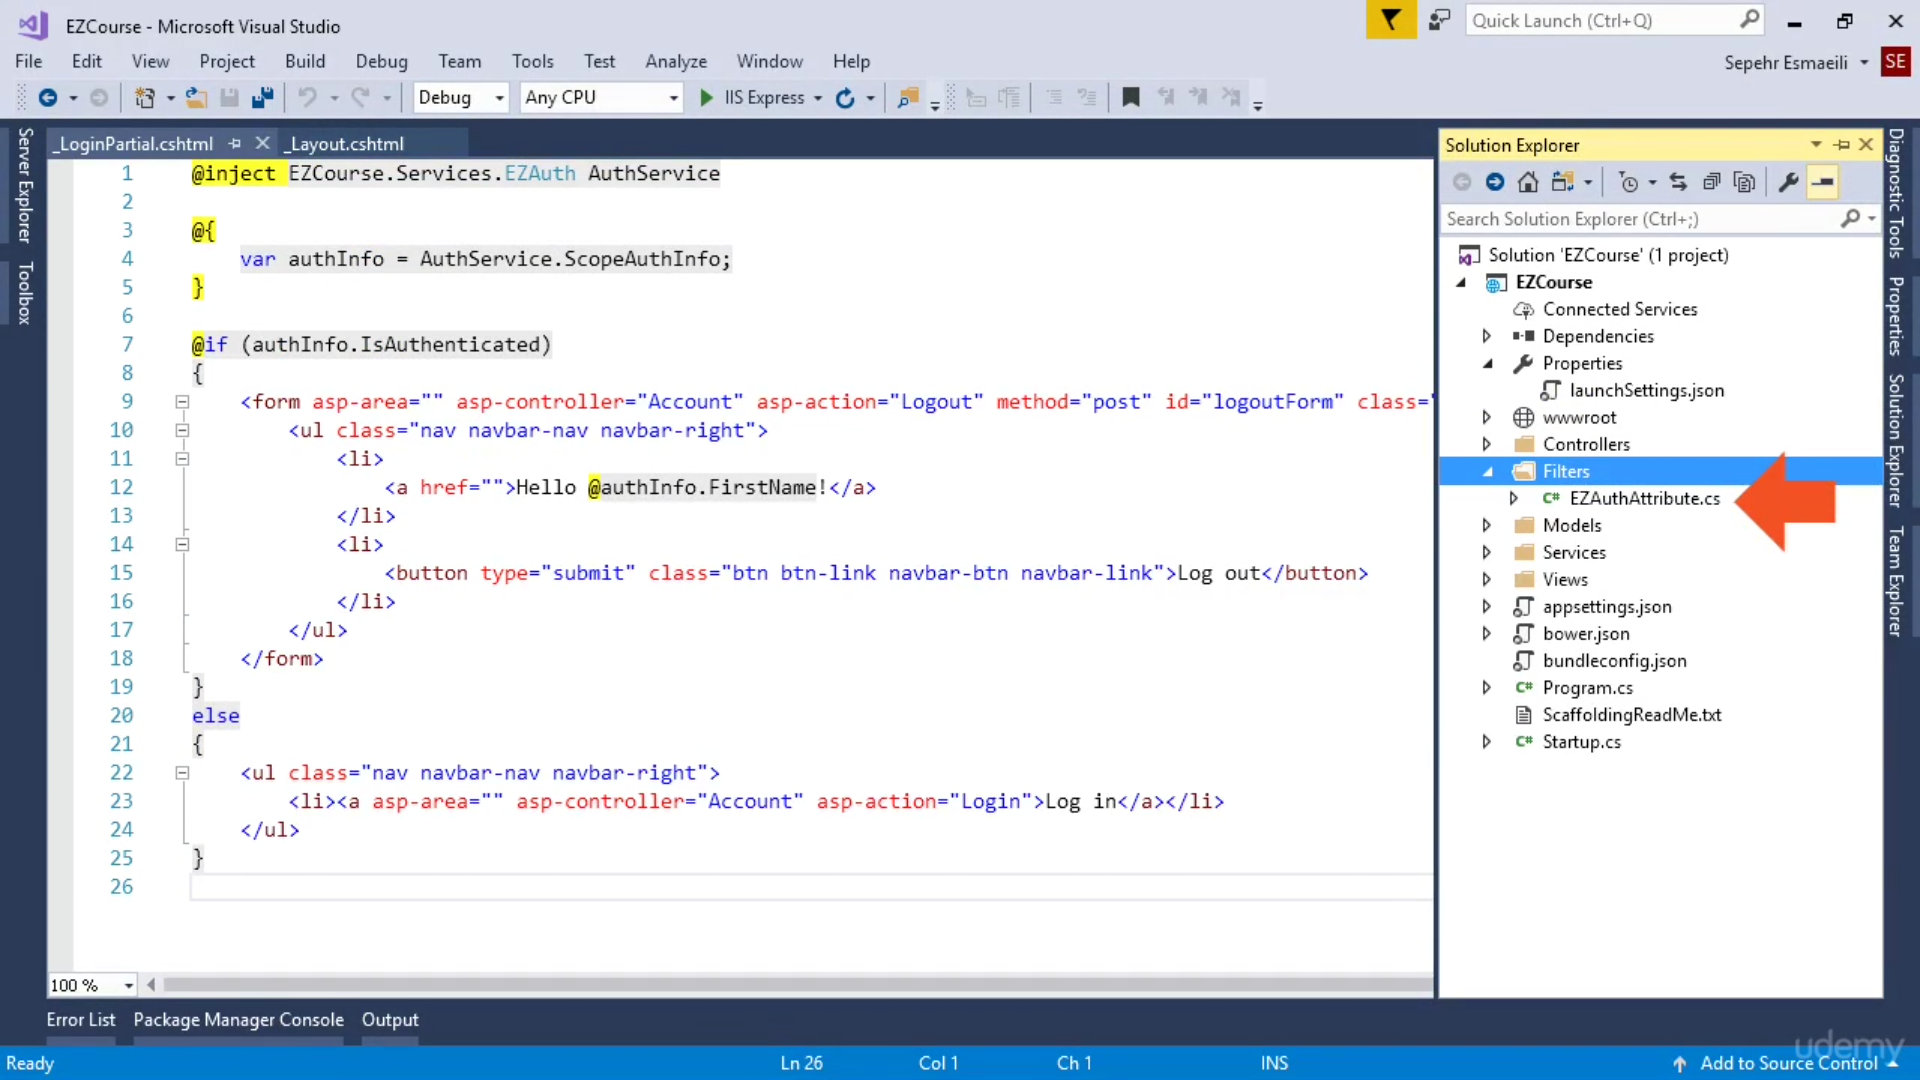 EZCourse - Microsoft Visual Studio
Quick Launch (Ctrl+Q)
File Edit View Project Build Debug Team Tools Test Analyze Window Help
Sepehr Esmaeili SE
Debug Any CPU IIS Express
Server Explorer
Toolbox
_LoginPartial.cshtml _Layout.cshtml
1 @inject EZCourse.Services.EZAuth AuthService
2
3 @{
4 var authInfo = AuthService.ScopeAuthInfo;
5 }
6
7 @if (authInfo.IsAuthenticated)
8 {
9 <form asp-area="" asp-controller="Account" asp-action="Logout" method="post" id="logoutForm" class="
10 <ul class="nav navbar-nav navbar-right">
11 <li>
12 <a href="">Hello @authInfo.FirstName!</a>
13 </li>
14 <li>
15 <button type="submit" class="btn btn-link navbar-btn navbar-link">Log out</button>
16 </li>
17 </ul>
18 </form>
19 }
20 else
21 {
22 <ul class="nav navbar-nav navbar-right">
23 <li><a asp-area="" asp-controller="Account" asp-action="Login">Log in</a></li>
24 </ul>
25 }
26
100 %
Solution Explorer
Search Solution Explorer (Ctrl+;)
Solution 'EZCourse' (1 project)
EZCourse
Connected Services
Dependencies
Properties
launchSettings.json
wwwroot
Controllers
Filters
C# EZAuthAttribute.cs
Models
Services
Views
appsettings.json
bower.json
bundleconfig.json
C# Program.cs
ScaffoldingReadMe.txt
C# Startup.cs
Diagnostic Tools
Properties
Solution Explorer
Team Explorer
Error List Package Manager Console Output
Ready Ln 26 Col 1 Ch 1 INS Add to Source Control
udemy